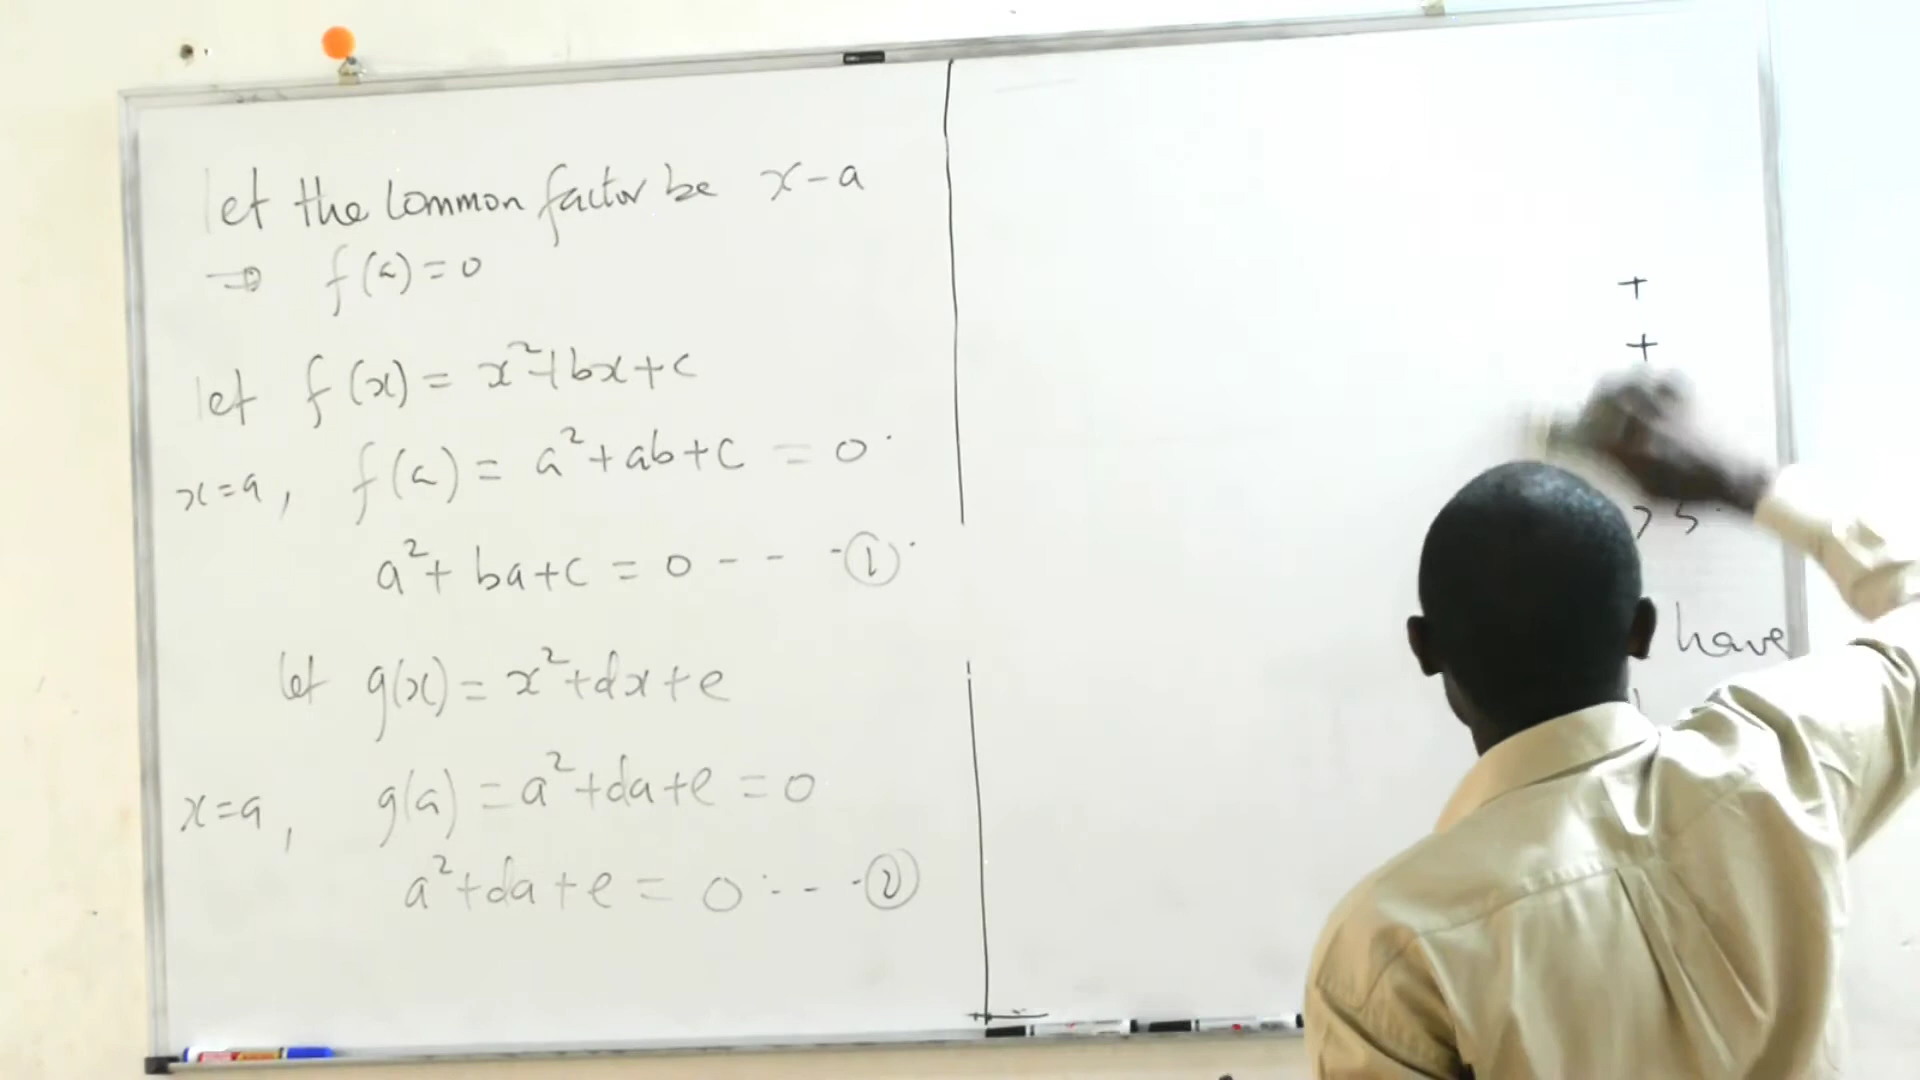 let the common factor be x-a
⇒ f(a)=0
let f(x) = x²+bx+c
x=a, f(a) = a²+ab+c = 0
a²+ ba+c = 0 - - - ①
let g(x) = x²+dx+e
x=a, g(a) = a²+da+e = 0
a²+da+e = 0 - - - ②
+
+
have